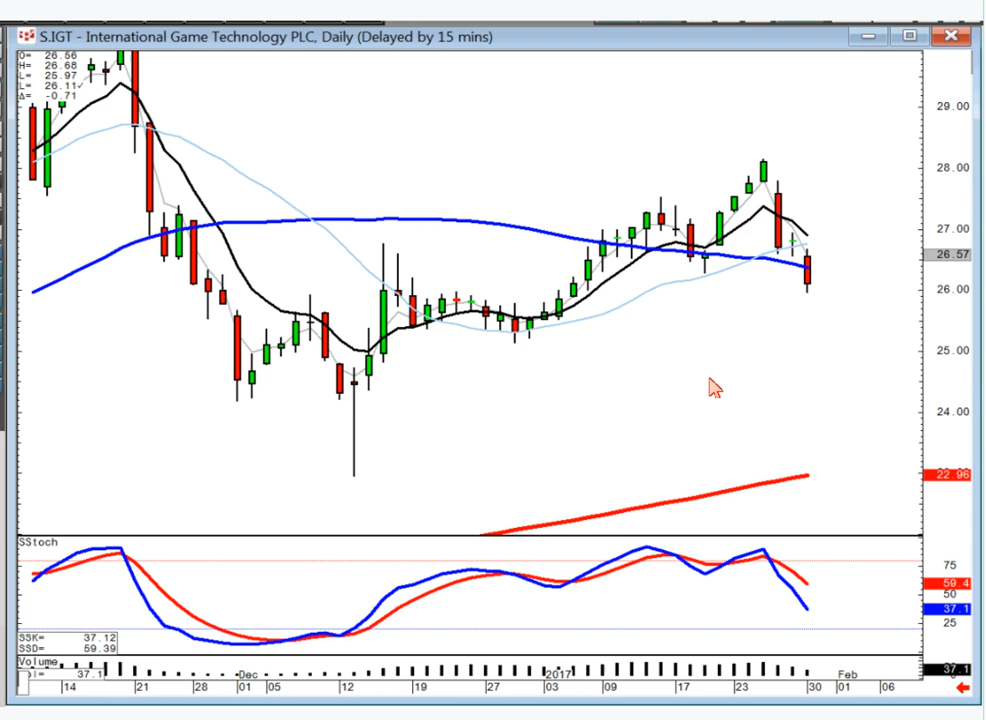 S.IGT - International Game Technology PLC, Daily (Delayed by 15 mins)
O= 26.56
H= 26.68
L= 25.97
L= 26.11
Δ= -0.71
29.00
28.00
27.00
26.57
26.00
25.00
24.00
22.96
SStoch
75
59.4
50
37.1
25
SSK= 37.12
SSD= 59.39
Volume
37.1
37.1
14 21 28 Dec 01 05 12 19 27 2017 03 09 17 23 30 Feb 01 06